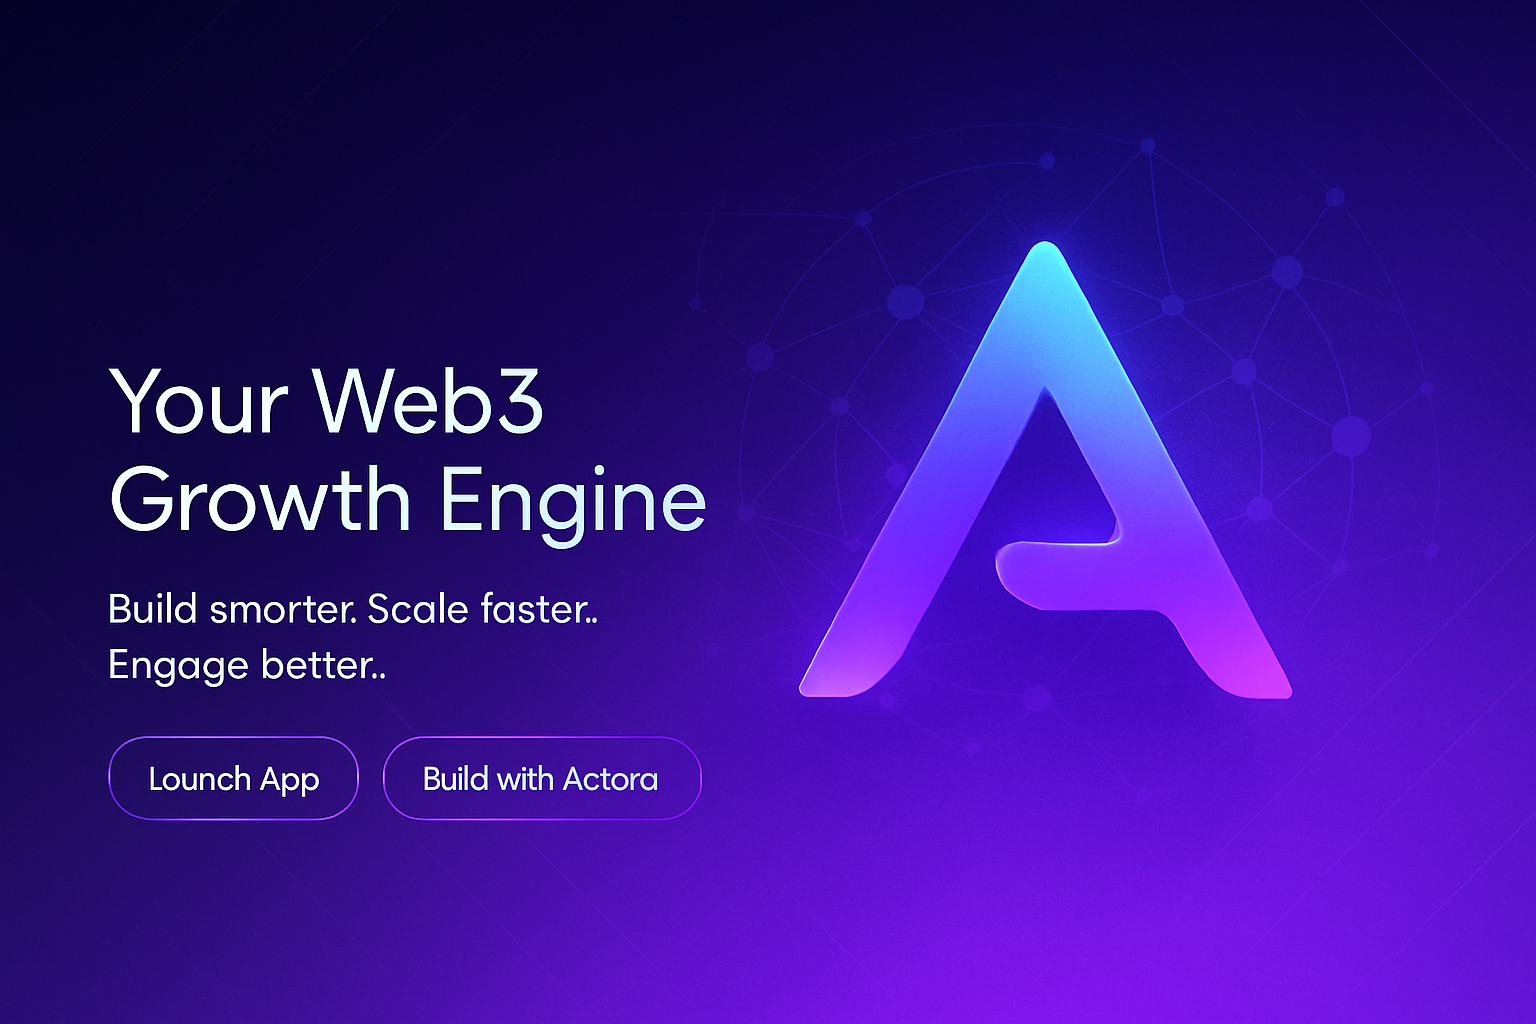 Your Web3
Growth Engine
Build smorter. Scale faster..
Engage better..
Lounch App
Build with Actora